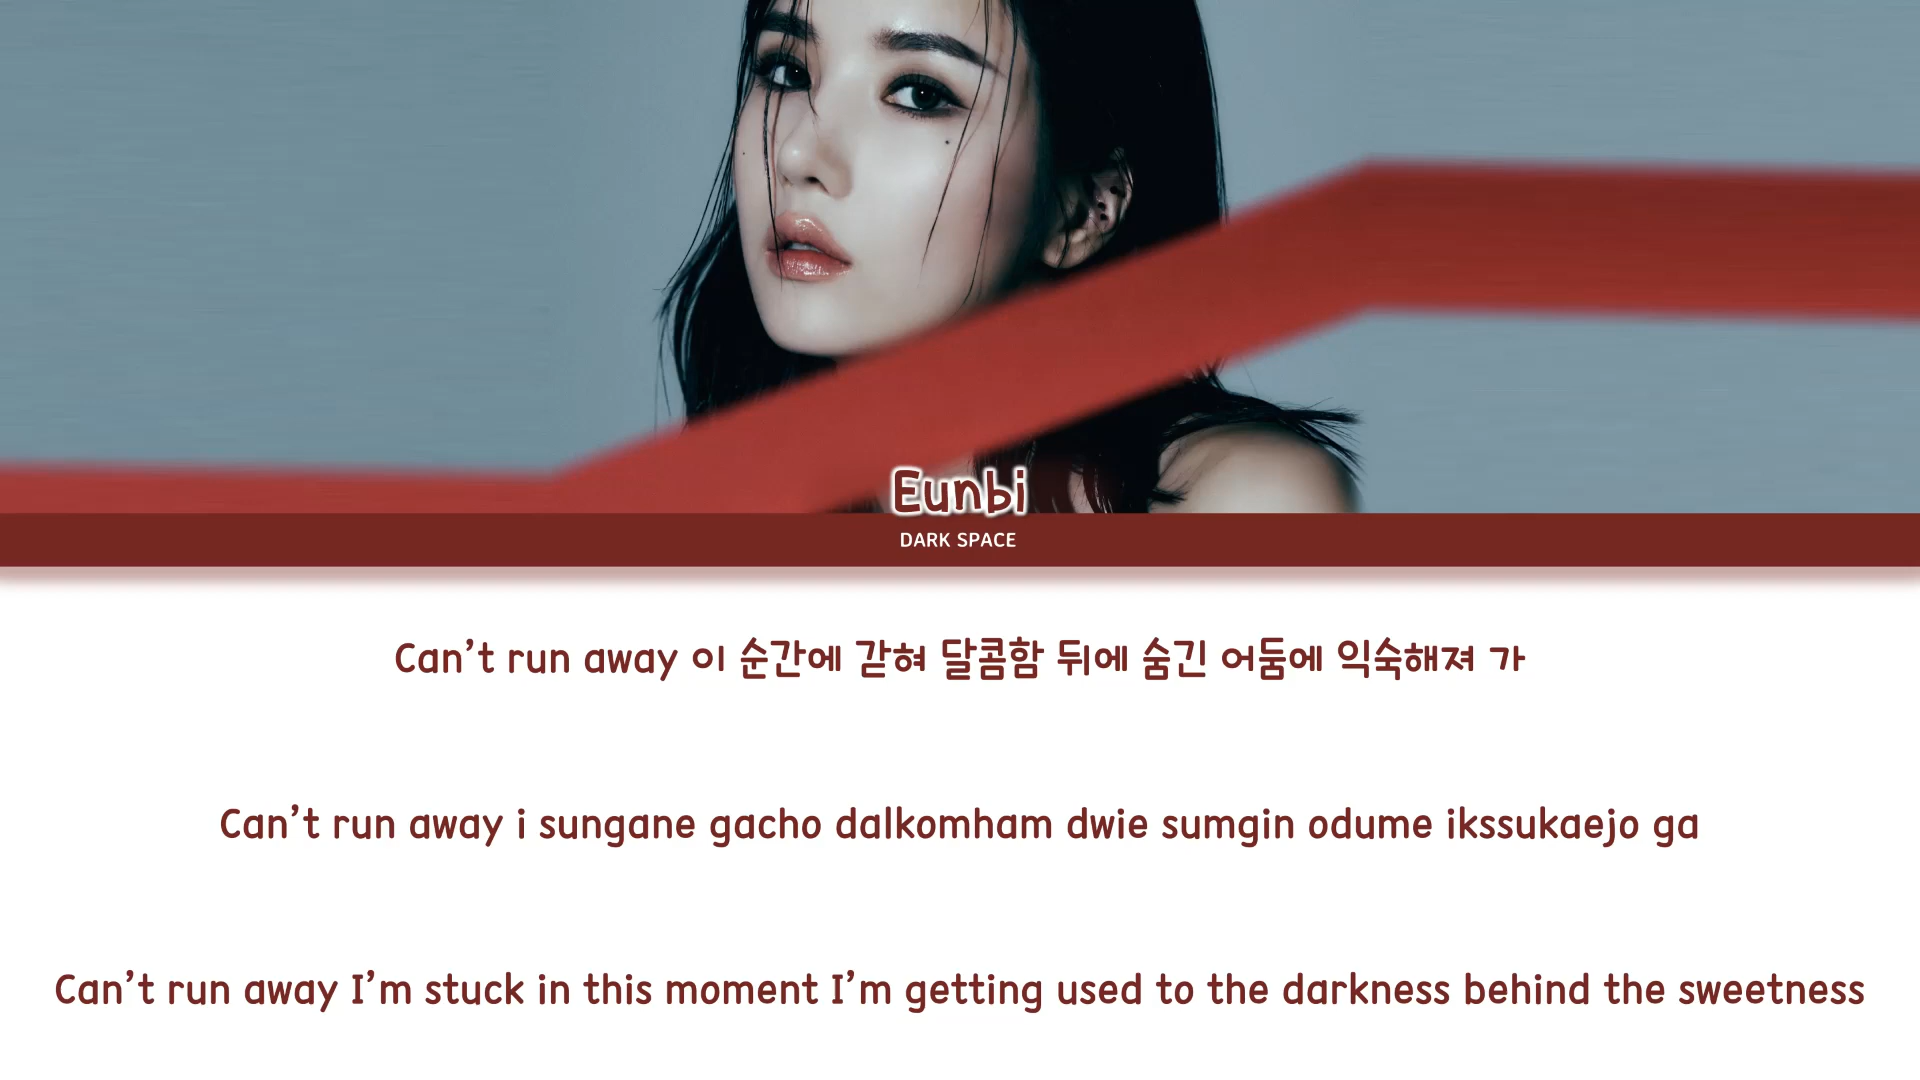 Eunbi
DARK SPACE
Can't run away 이 순간에 갇혀 달콤함 뒤에 숨긴 어둠에 익숙해져 가
Can't run away i sungane gacho dalkomham dwie sumgin odume ikssukaejo ga
Can't run away I'm stuck in this moment I'm getting used to the darkness behind the sweetness